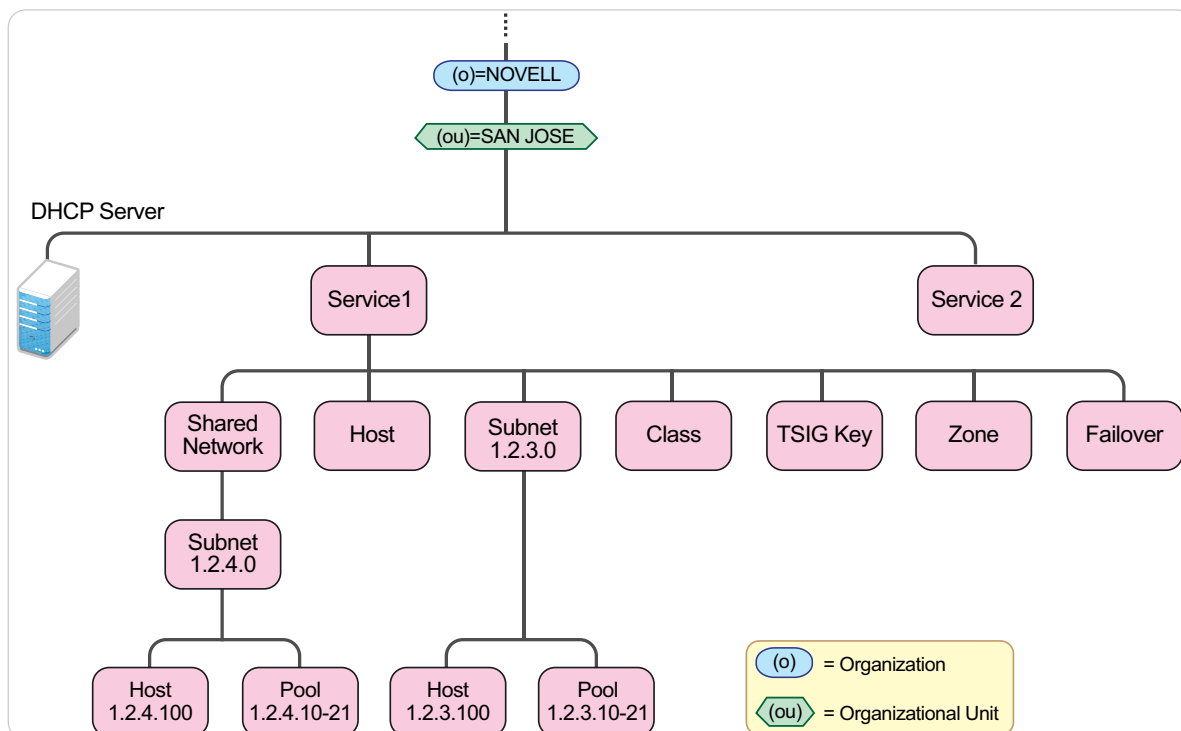 (o)=NOVELL
(ou)=SAN JOSE
DHCP Server
Service1
Service 2
Shared
Network
Host
Subnet
1.2.3.0
Class
TSIG Key
Zone
Failover
Subnet
1.2.4.0
Host
1.2.4.100
Pool
1.2.4.10-21
Host
1.2.3.100
Pool
1.2.3.10-21
(o) = Organization
(ou) = Organizational Unit